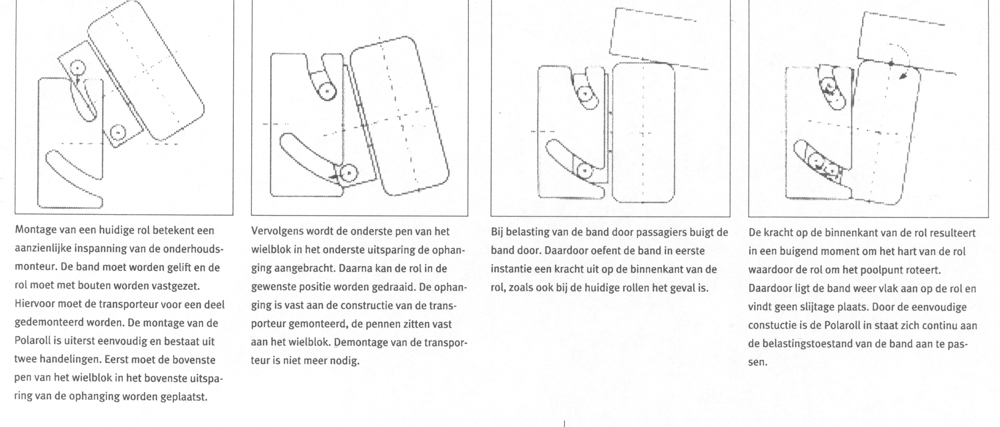 Montage van een huidige rol betekent een
aanzienlijke inspanning van de onderhouds-
monteur. De band moet worden gelift en de
rol moet met bouten worden vastgezet.
Hiervoor moet de transporteur voor een deel
gedemonteerd worden. De montage van de
Polaroll is uiterst eenvoudig en bestaat uit
twee handelingen. Eerst moet de bovenste
pen van het wielblok in het bovenste uitspa-
ring van de ophanging worden geplaatst.
Vervolgens wordt de onderste pen van het
wielblok in het onderste uitsparing de ophan-
ging aangebracht. Daarna kan de rol in de
gewenste positie worden gedraaid. De ophan-
ging is vast aan de constructie van de trans-
porteur gemonteerd, de pennen zitten vast
aan het wielblok. Demontage van de transpor-
teur is niet meer nodig.
Bij belasting van de band door passagiers buigt de
band door. Daardoor oefent de band in eerste
instantie een kracht uit op de binnenkant van de
rol, zoals ook bij de huidige rollen het geval is.
De kracht op de binnenkant van de rol resulteert
in een buigend moment om het hart van de rol
waardoor de rol om het poolpunt roteert.
Daardoor ligt de band weer vlak aan op de rol en
vindt geen slijtage plaats. Door de eenvoudige
constuctie is de Polaroll in staat zich continu aan
de belastingstoestand van de band aan te pas-
sen.